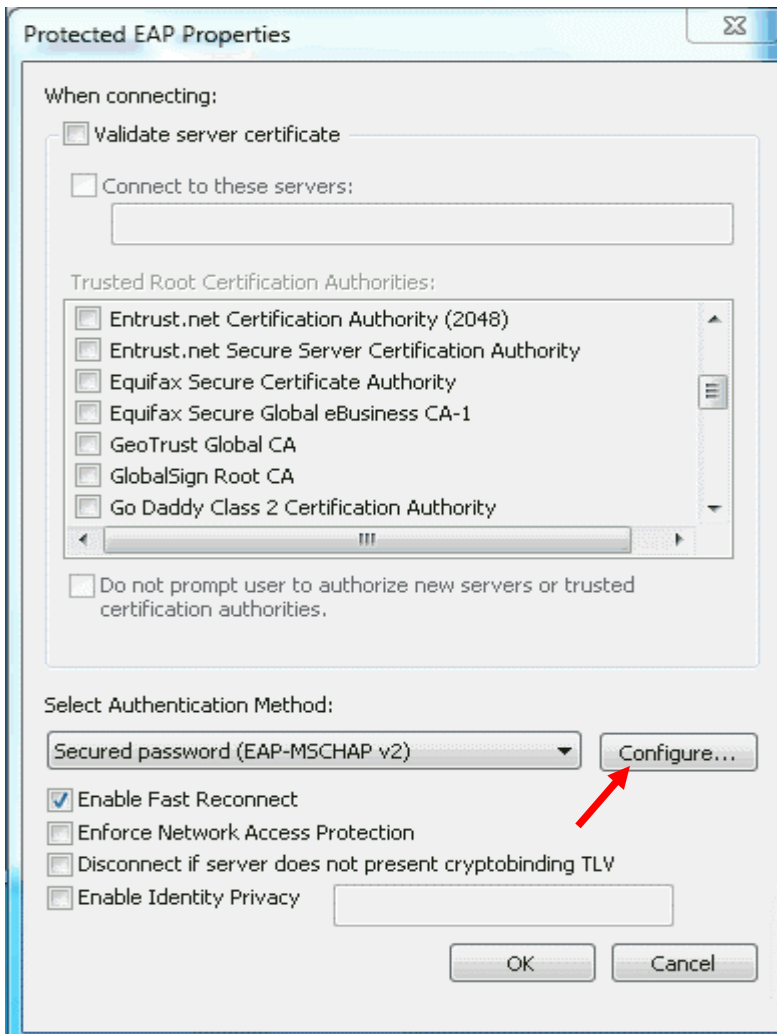 Protected EAP Properties
When connecting:
Validate server certificate
Connect to these servers:
Trusted Root Certification Authorities:
Entrust.net Certification Authority (2048)
Entrust.net Secure Server Certification Authority
Equifax Secure Certificate Authority
Equifax Secure Global eBusiness CA-1
GeoTrust Global CA
GlobalSign Root CA
Go Daddy Class 2 Certification Authority
Do not prompt user to authorize new servers or trusted
certification authorities.
Select Authentication Method:
Secured password (EAP-MSCHAP v2) Configure...
Enable Fast Reconnect
Enforce Network Access Protection
Disconnect if server does not present cryptobinding TLV
Enable Identity Privacy
OK Cancel